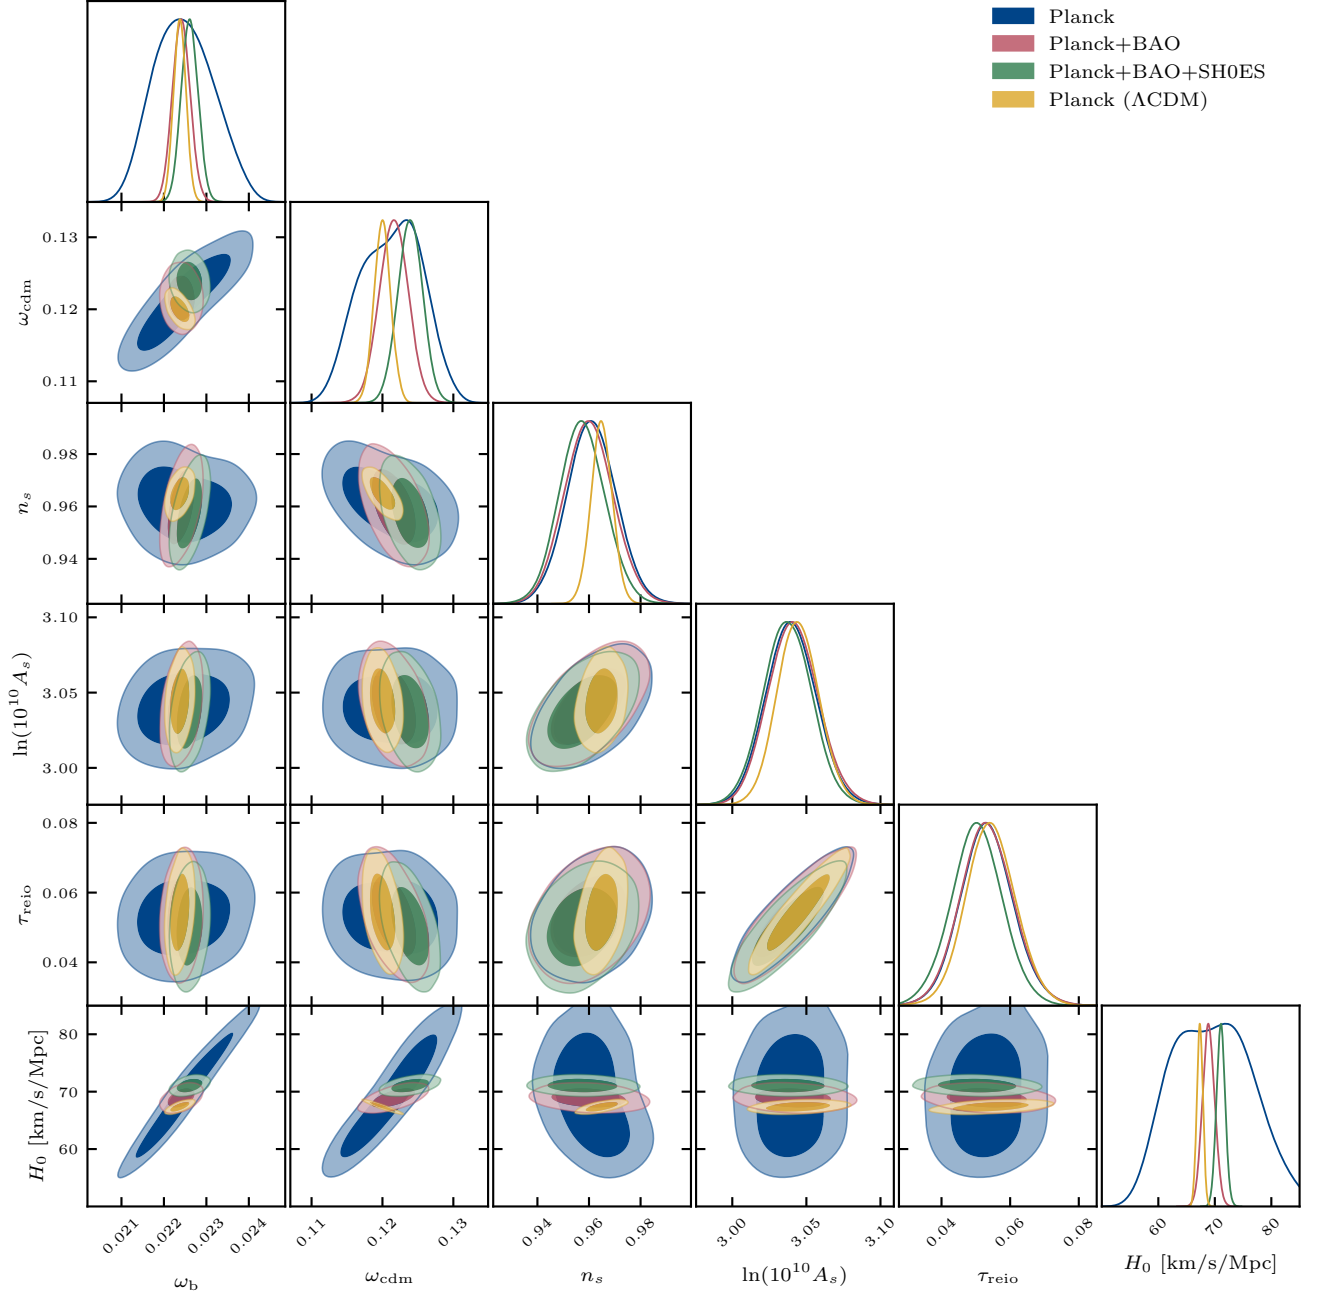 Planck
Planck+BAO
Planck+BAO+SH0ES
Planck (ΛCDM)
0.13
0.12
0.11
ω_cdm
0.98
0.96
0.94
n_s
3.10
3.05
3.00
ln(10^10 A_s)
0.08
0.06
0.04
τ_reio
80
70
60
H_0 [km/s/Mpc]
0.021 0.022 0.023 0.024
ω_b
0.11 0.12 0.13
ω_cdm
0.94 0.96 0.98
n_s
3.00 3.05 3.10
ln(10^10 A_s)
0.04 0.06 0.08
τ_reio
60 70 80
H_0 [km/s/Mpc]